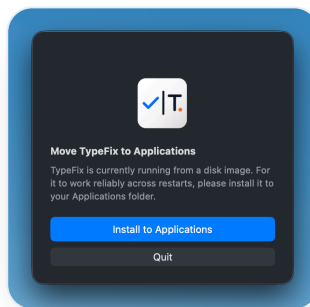 T.
Move TypeFix to Applications
TypeFix is currently running from a disk image. For
it to work reliably across restarts, please install it to
your Applications folder.
Install to Applications
Quit